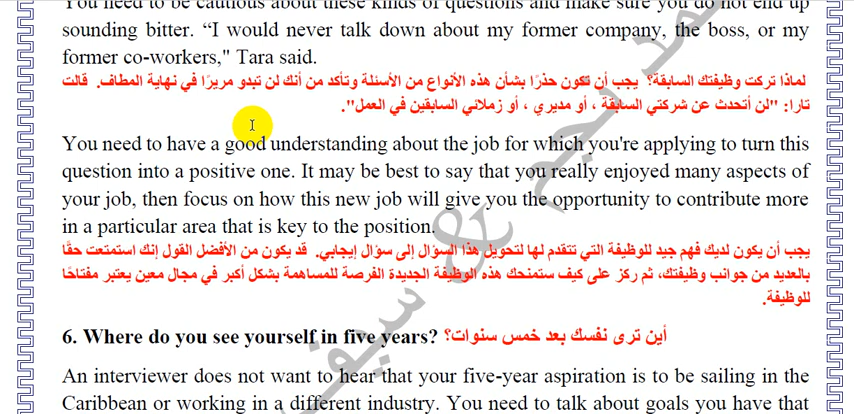 You need to be cautious about these kinds of questions and make sure you do not end up
sounding bitter. “I would never talk down about my former company, the boss, or my
former co-workers," Tara said.
لماذا تركت وظيفتك السابقة؟ يجب أن تكون حذرًا بشأن هذه الأنواع من الأسئلة وتأكد من أنك لن تبدو مريرًا في نهاية المطاف. قالت
تارا: "لن أتحدث عن شركتي السابقة ، أو مديري ، أو زملائي السابقين في العمل".
You need to have a good understanding about the job for which you're applying to turn this
question into a positive one. It may be best to say that you really enjoyed many aspects of
your job, then focus on how this new job will give you the opportunity to contribute more
in a particular area that is key to the position.
يجب أن يكون لديك فهم جيد للوظيفة التي تتقدم لها لتحويل هذا السؤال إلى سؤال إيجابي. قد يكون من الأفضل القول إنك استمتعت حقًا
بالعديد من جوانب وظيفتك، ثم ركز على كيف ستمنحك هذه الوظيفة الجديدة الفرصة للمساهمة بشكل أكبر في مجال معين يعتبر مفتاحًا
للوظيفة.
6. Where do you see yourself in five years? أين ترى نفسك بعد خمس سنوات؟
An interviewer does not want to hear that your five-year aspiration is to be sailing in the
Caribbean or working in a different industry. You need to talk about goals you have that